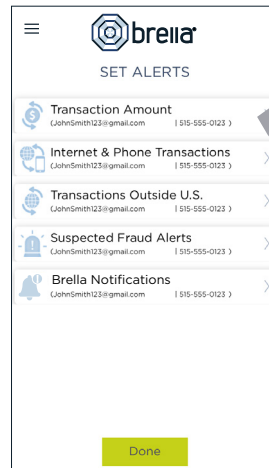 brella
SET ALERTS
Transaction Amount
(JohnSmith123@gmail.com | 515-555-0123 )
Internet & Phone Transactions
(JohnSmith123@gmail.com | 515-555-0123 )
Transactions Outside U.S.
(JohnSmith123@gmail.com | 515-555-0123 )
Suspected Fraud Alerts
(JohnSmith123@gmail.com | 515-555-0123 )
Brella Notifications
(JohnSmith123@gmail.com | 515-555-0123 )
Done